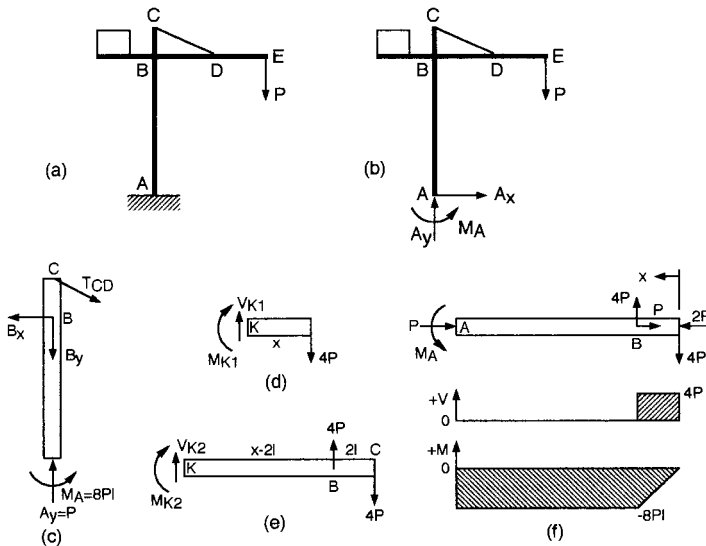 C
B D E
P
A
(a)
C
B D E
P
A Ax
Ay MA
(b)
C
TCD
Bx B
By
MA=8Pl
Ay=P
(c)
VK1
K
x
MK1
4P
(d)
4P
VK2 x-2l 2l C
K
MK2 B
4P
(e)
x
4P
P A P 2P
MA B
4P
+V 4P
0
+M
0
-8Pl
(f)